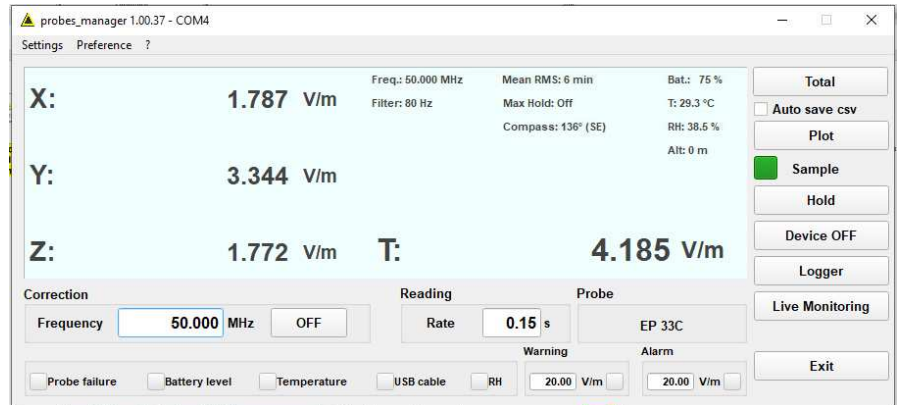 probes_manager 1.00.37 - COM4
Settings Preference ?
X: 1.787 V/m
Freq.: 50.000 MHz Mean RMS: 6 min Bat.: 75 %
Filter: 80 Hz Max Hold: Off T: 29.3 °C
Compass: 136° (SE) RH: 38.5 %
Alt: 0 m
Y: 3.344 V/m
Z: 1.772 V/m T: 4.185 V/m
Total
Auto save csv
Plot
Sample
Hold
Device OFF
Logger
Live Monitoring
Exit
Correction Reading Probe
Frequency 50.000 MHz OFF Rate 0.15 s EP 33C
Warning Alarm
Probe failure Battery level Temperature USB cable RH 20.00 V/m 20.00 V/m